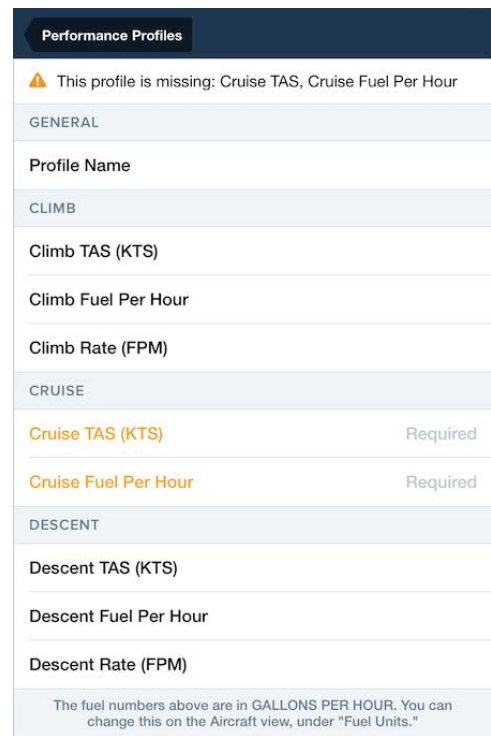 Performance Profiles
This profile is missing: Cruise TAS, Cruise Fuel Per Hour
GENERAL
Profile Name
CLIMB
Climb TAS (KTS)
Climb Fuel Per Hour
Climb Rate (FPM)
CRUISE
Cruise TAS (KTS) Required
Cruise Fuel Per Hour Required
DESCENT
Descent TAS (KTS)
Descent Fuel Per Hour
Descent Rate (FPM)
The fuel numbers above are in GALLONS PER HOUR. You can
change this on the Aircraft view, under "Fuel Units."